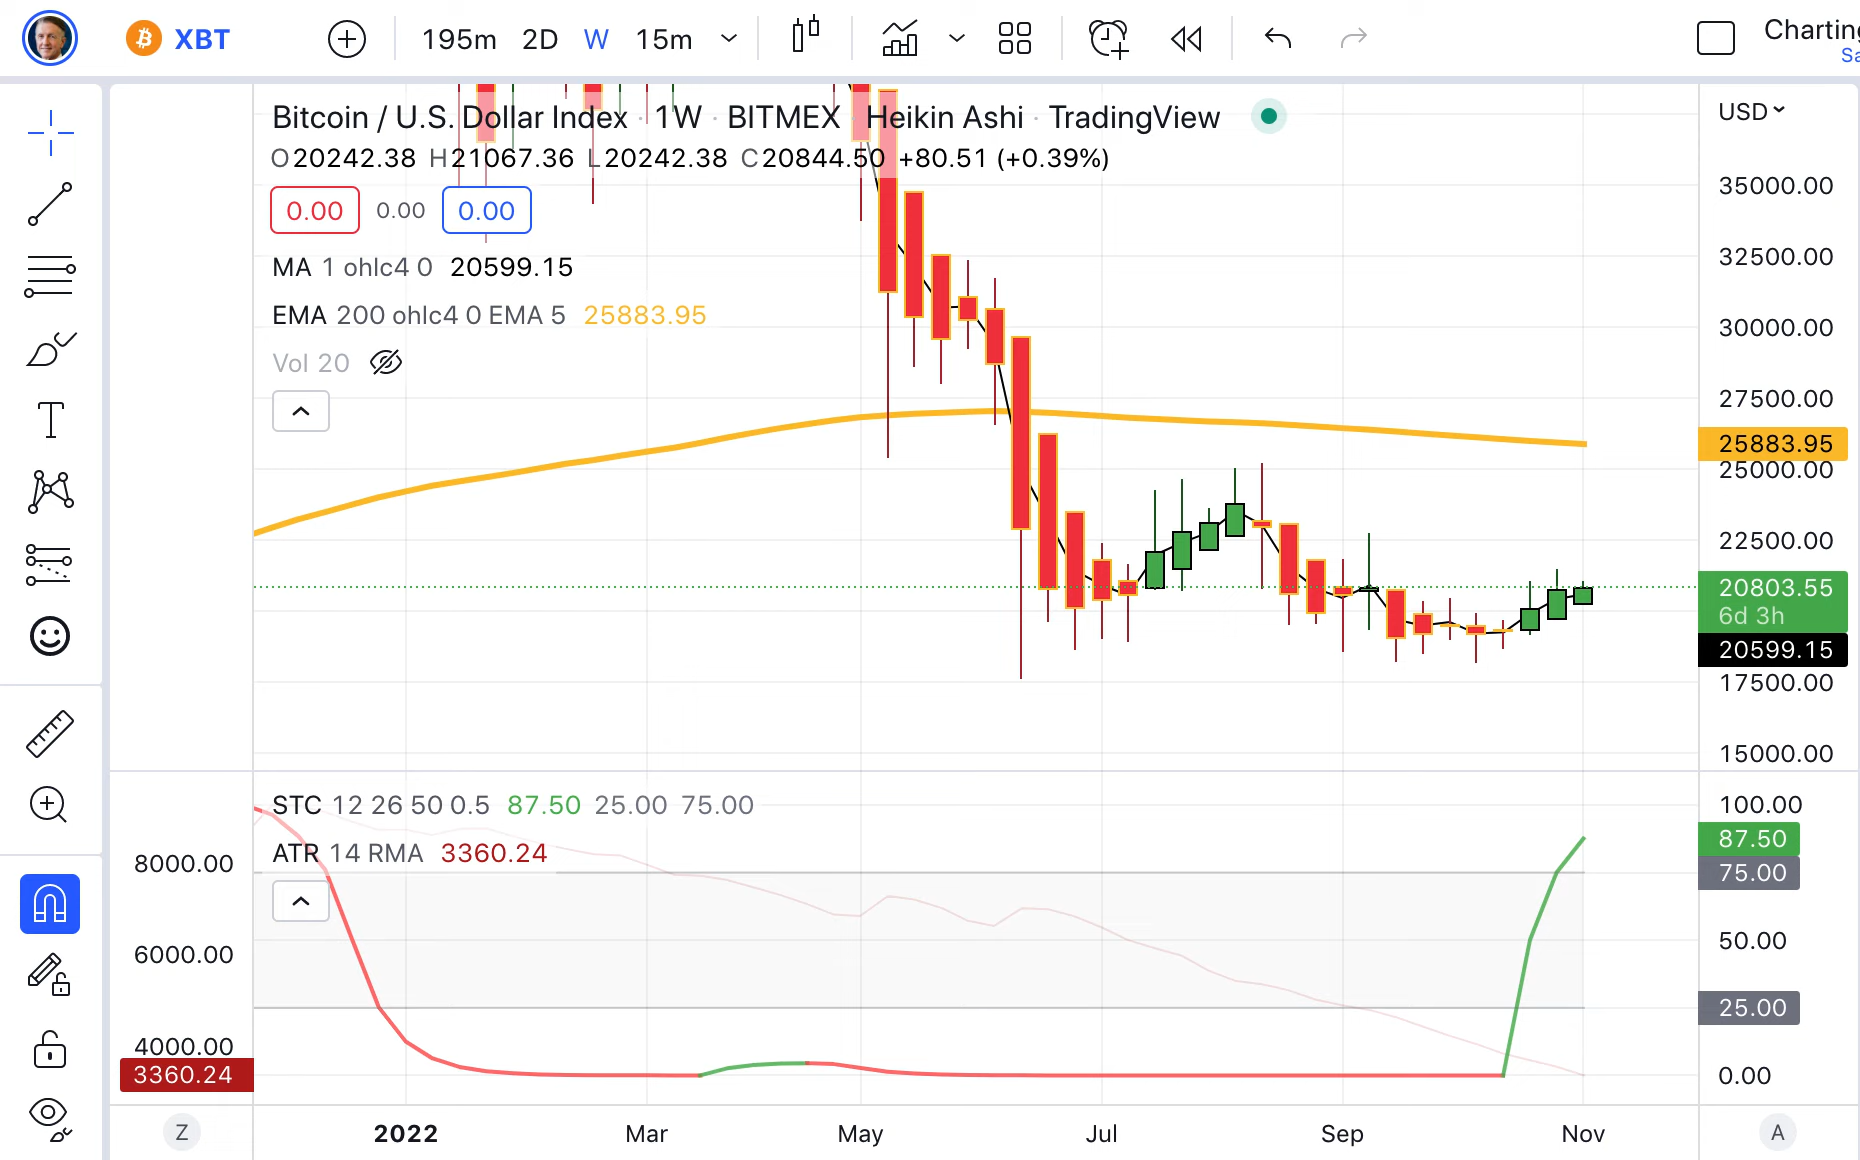 XBT 195m 2D W 15m Charting
Sa
Bitcoin / U.S. Dollar Index · 1W · BITMEX · Heikin Ashi · TradingView
O20242.38 H21067.36 L20242.38 C20844.50 +80.51 (+0.39%)
0.00 0.00 0.00
MA 1 ohlc4 0 20599.15
EMA 200 ohlc4 0 EMA 5 25883.95
Vol 20
USD
35000.00
32500.00
30000.00
27500.00
25883.95
25000.00
22500.00
20803.55
6d 3h
20599.15
17500.00
15000.00
STC 12 26 50 0.5 87.50 25.00 75.00
ATR 14 RMA 3360.24
8000.00
6000.00
4000.00
3360.24
100.00
87.50
75.00
50.00
25.00
0.00
Z 2022 Mar May Jul Sep Nov A